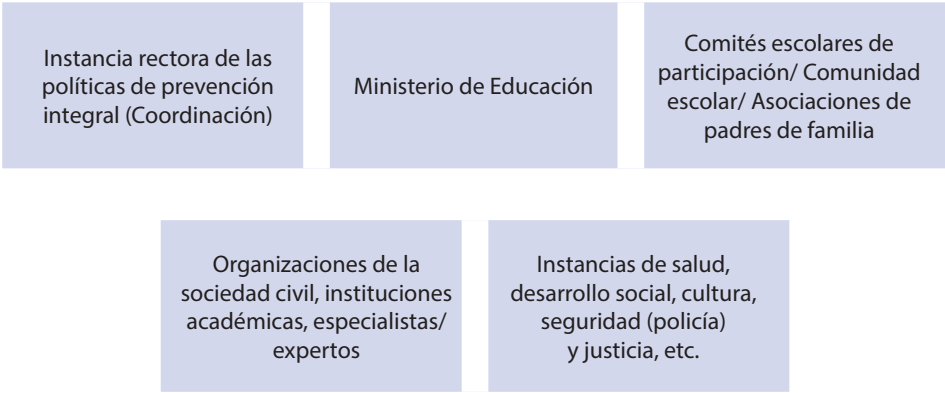 Instancia rectora de las
políticas de prevención
integral (Coordinación)
Ministerio de Educación
Comités escolares de
participación/ Comunidad
escolar/ Asociaciones de
padres de familia
Organizaciones de la
sociedad civil, instituciones
académicas, especialistas/
expertos
Instancias de salud,
desarrollo social, cultura,
seguridad (policía)
y justicia, etc.